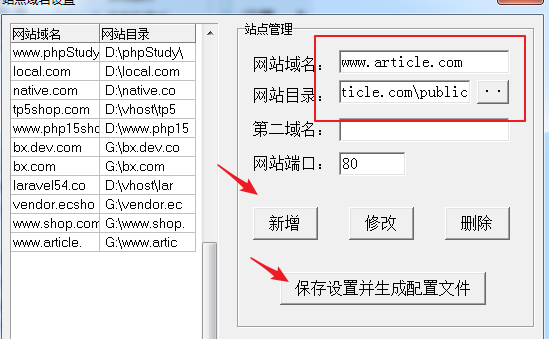 站点域名设置
网站域名 网站目录
www.phpStudy D:\phpStudy\
local.com D:\local.com
native.com D:\native.co
tp5shop.com D:\vhost\tp5
www.php15sho D:\www.php15
bx.dev.com G:\bx.dev.co
bx.com G:\bx.com
laravel54.co D:\vhost\lar
vendor.ecsho G:\vendor.ec
www.shop.com G:\www.shop.
www.article. G:\www.artic
站点管理
网站域名: www.article.com
网站目录: ticle.com\public ..
第二域名:
网站端口: 80
新增 修改 删除
保存设置并生成配置文件